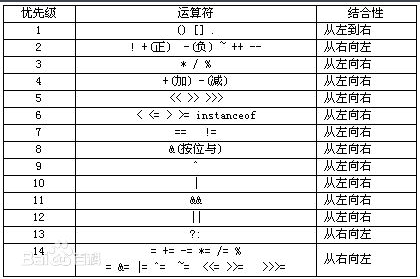 优先级 运算符 结合性
1 () [] . 从左到右
2 ! +(正) -(负) ~ ++ -- 从右向左
3 * / % 从左向右
4 +(加) -(减) 从左向右
5 << >> >>> 从左向右
6 < <= > >= instanceof 从左向右
7 == != 从左向右
8 &(按位与) 从左向右
9 ^ 从左向右
10 | 从左向右
11 && 从左向右
12 || 从左向右
13 ?: 从右向左
14 = += -= *= /= % 从右向左
= &= |= ^= ~= <<= >>= >>>=